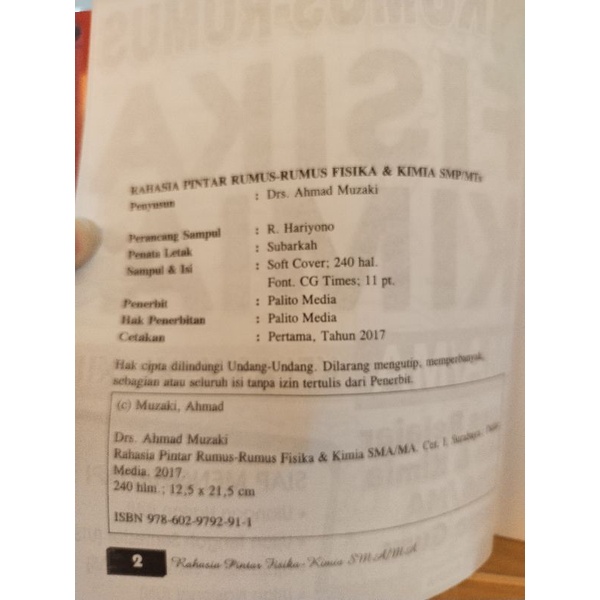 RAHASIA PINTAR RUMUS-RUMUS FISIKA & KIMIA SMP/MTs
Penyusun : Drs. Ahmad Muzaki
Perancang Sampul : R. Hariyono
Penata Letak : Subarkah
Sampul & Isi : Soft Cover; 240 hal.
Font. CG Times; 11 pt.
Penerbit : Palito Media
Hak Penerbitan : Palito Media
Cetakan : Pertama, Tahun 2017
Hak cipta dilindungi Undang-Undang. Dilarang mengutip, memperbanyak,
sebagian atau seluruh isi tanpa izin tertulis dari Penerbit.
(c) Muzaki, Ahmad
Drs. Ahmad Muzaki
Rahasia Pintar Rumus-Rumus Fisika & Kimia SMA/MA. Cet. 1, Surabaya. Palito
Media. 2017.
240 hlm.; 12,5 x 21,5 cm
ISBN 978-602-9792-91-1
2 Rahasia Pintar Fisika-Kimia SMA/MA